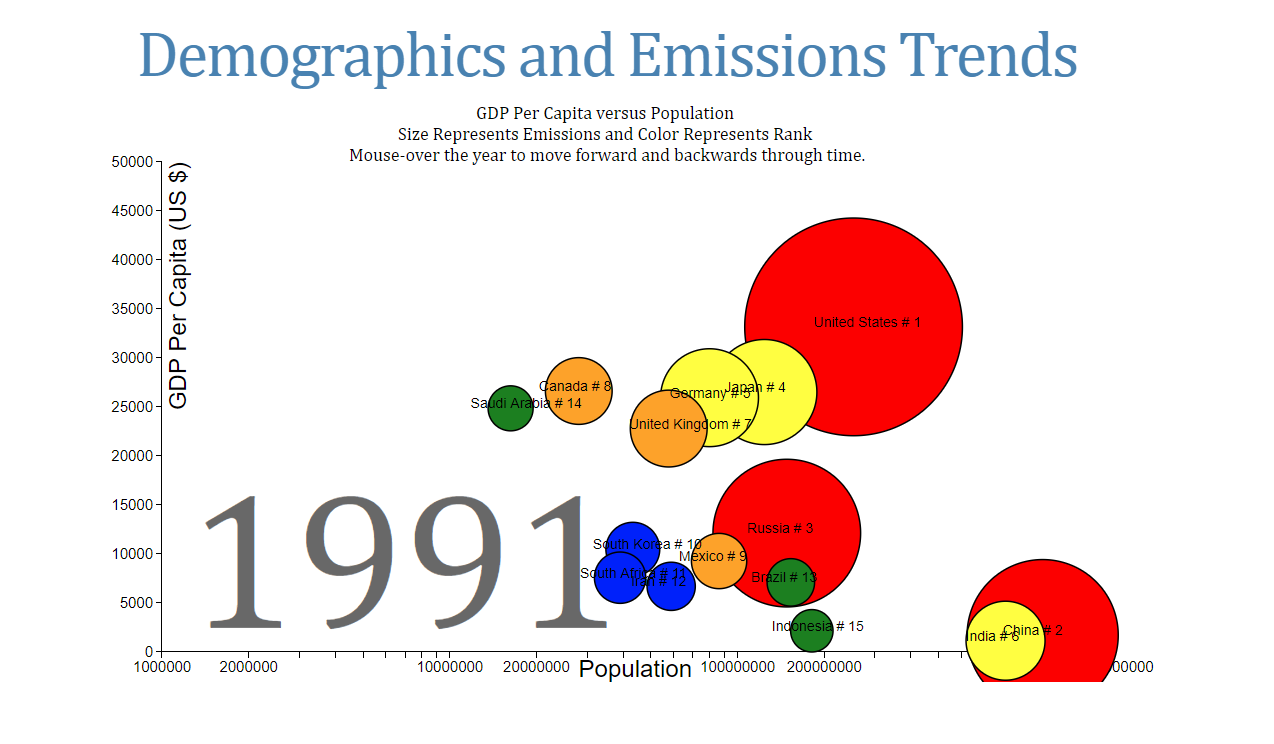 Demographics and Emissions Trends
GDP Per Capita versus Population
Size Represents Emissions and Color Represents Rank
Mouse-over the year to move forward and backwards through time.
GDP Per Capita (US $)
50000
45000
40000
35000
30000
25000
20000
15000
10000
5000
0
United States # 1
Canada # 8
Japan # 4
Germany # 5
Saudi Arabia # 14
United Kingdom # 7
1991
Russia # 3
South Korea # 10
Mexico # 9
South Africa # 11
Iran # 12
Brazil # 13
Indonesia # 15
China # 2
India # 6
1000000
2000000
10000000
20000000
100000000
200000000
Population